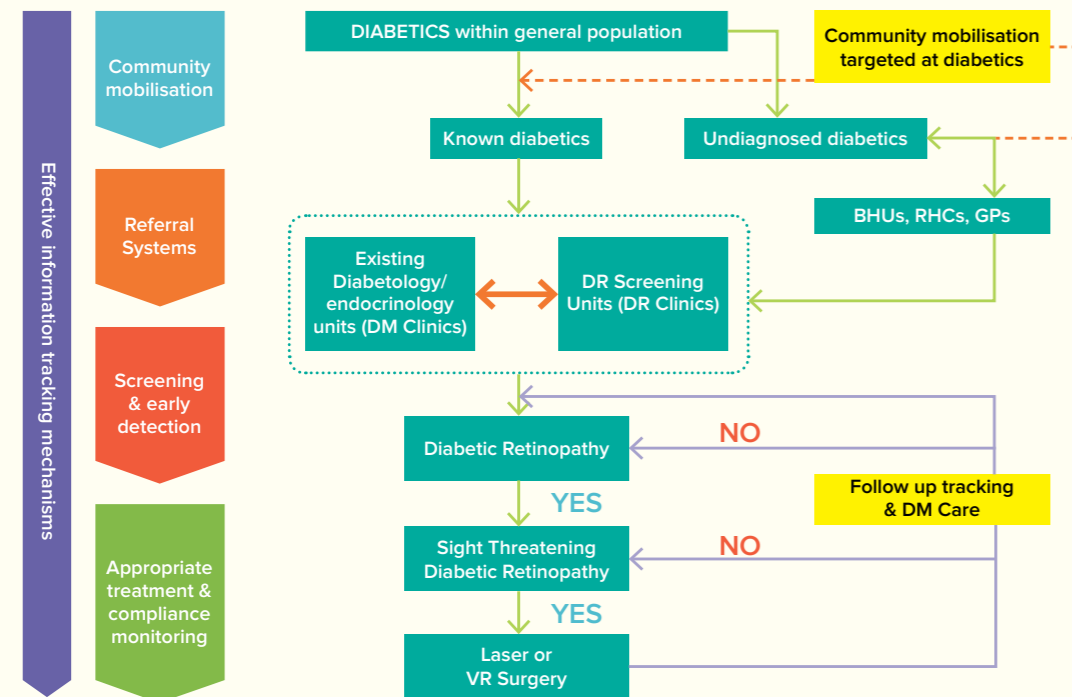 Effective information tracking mechanisms
Community
mobilisation
Referral
Systems
Screening
& early
detection
Appropriate
treatment &
compliance
monitoring
DIABETICS within general population
Community mobilisation
targeted at diabetics
Known diabetics
Undiagnosed diabetics
BHUs, RHCs, GPs
Existing
Diabetology/
endocrinology
units (DM Clinics)
DR Screening
Units (DR Clinics)
Diabetic Retinopathy
NO
YES
Follow up tracking
& DM Care
Sight Threatening
Diabetic Retinopathy
NO
YES
Laser or
VR Surgery